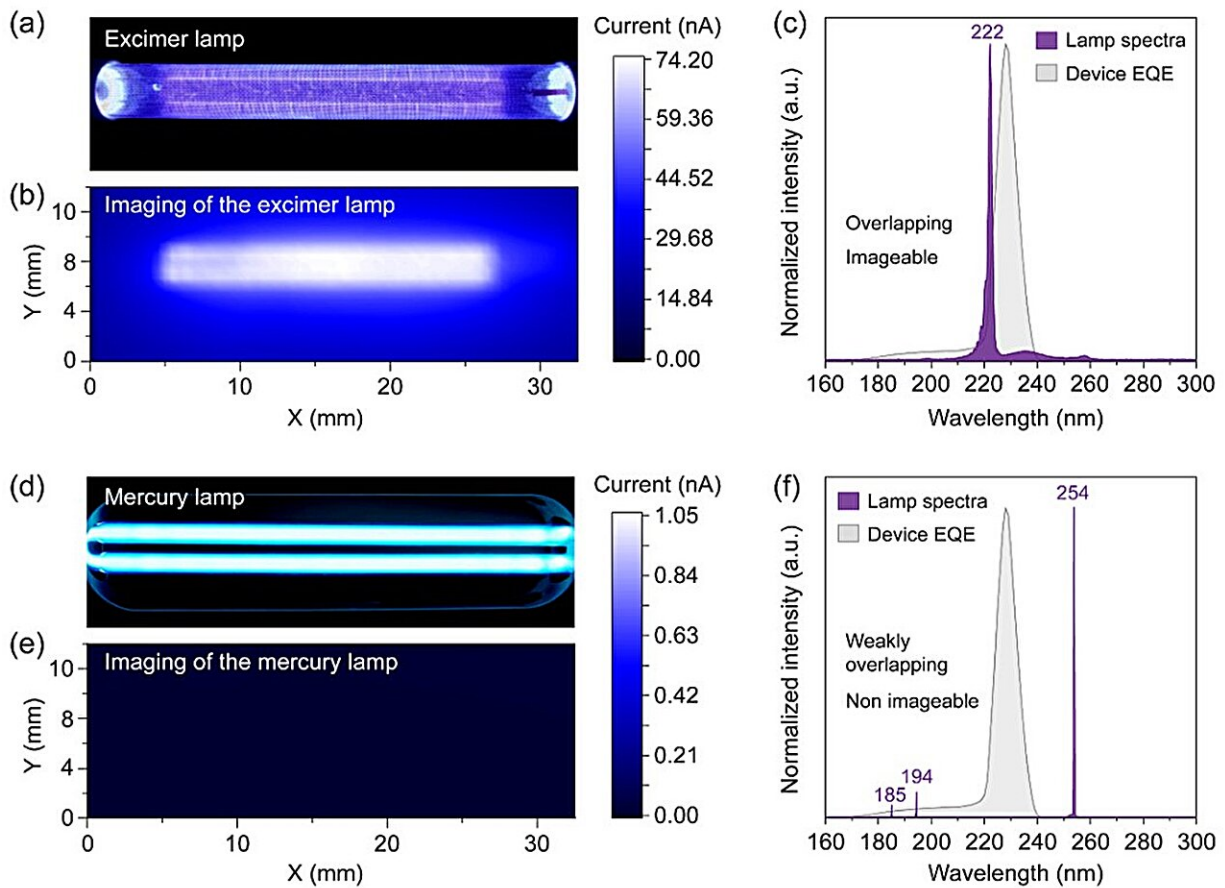 (a)
Excimer lamp
(b)
Imaging of the excimer lamp
10
8
4
0
Y (mm)
0
10
20
30
X (mm)
Current (nA)
74.20
59.36
44.52
29.68
14.84
0.00
(c)
222
Lamp spectra
Device EQE
Overlapping
Imageable
Normalized intensity (a.u.)
160 180 200 220 240 260 280 300
Wavelength (nm)
(d)
Mercury lamp
(e)
Imaging of the mercury lamp
10
8
4
0
Y (mm)
0
10
20
30
X (mm)
Current (nA)
1.05
0.84
0.63
0.42
0.21
0.00
(f)
Lamp spectra
Device EQE
254
Weakly
overlapping
Non imageable
185
194
Normalized intensity (a.u.)
160 180 200 220 240 260 280 300
Wavelength (nm)